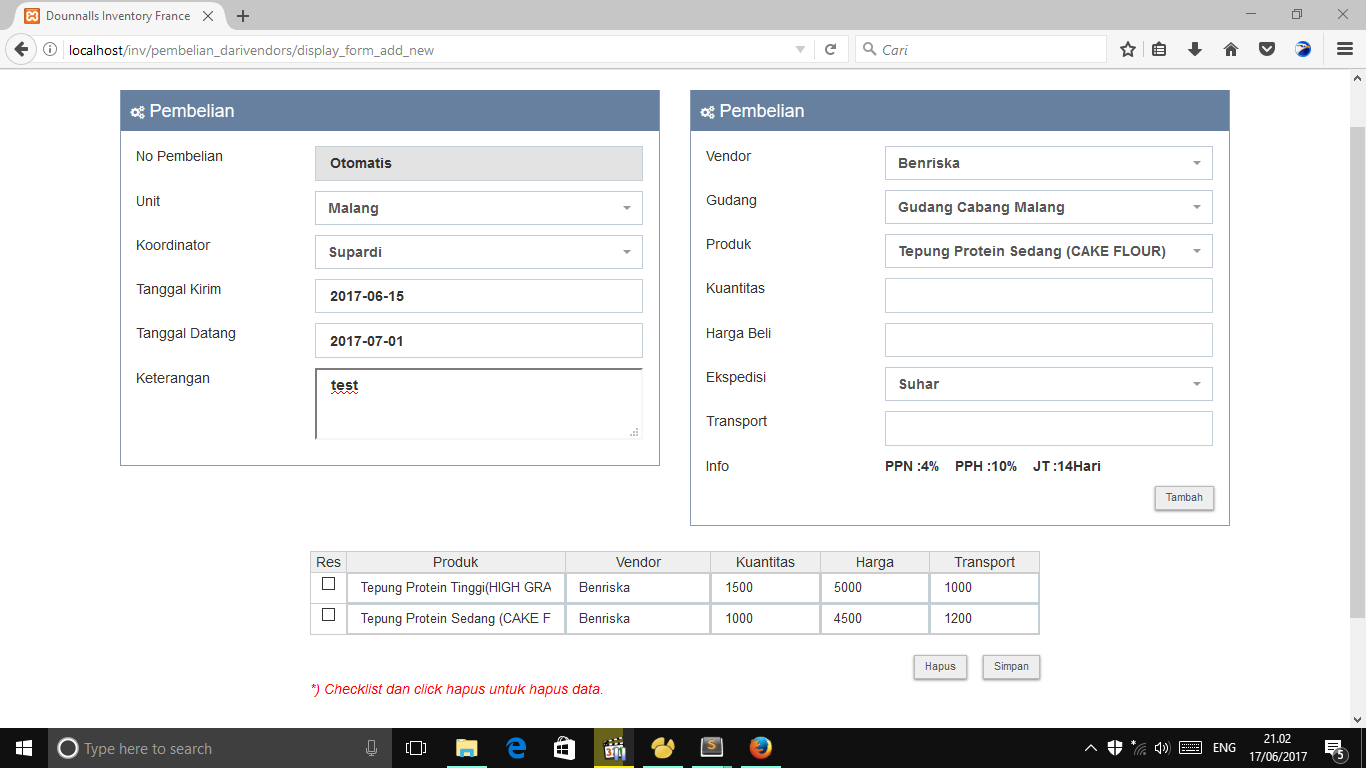 Dounnalls Inventory France
localhost/inv/pembelian_darivendors/display_form_add_new
Cari
Pembelian
No Pembelian Otomatis
Unit Malang
Koordinator Supardi
Tanggal Kirim 2017-06-15
Tanggal Datang 2017-07-01
Keterangan test
Pembelian
Vendor Benriska
Gudang Gudang Cabang Malang
Produk Tepung Protein Sedang (CAKE FLOUR)
Kuantitas
Harga Beli
Ekspedisi Suhar
Transport
Info PPN :4% PPH :10% JT :14Hari
Tambah
Res Produk Vendor Kuantitas Harga Transport
Tepung Protein Tinggi(HIGH GRA Benriska 1500 5000 1000
Tepung Protein Sedang (CAKE F Benriska 1000 4500 1200
Hapus Simpan
*) Checklist dan click hapus untuk hapus data.
Type here to search
ENG
21.02
17/06/2017
5